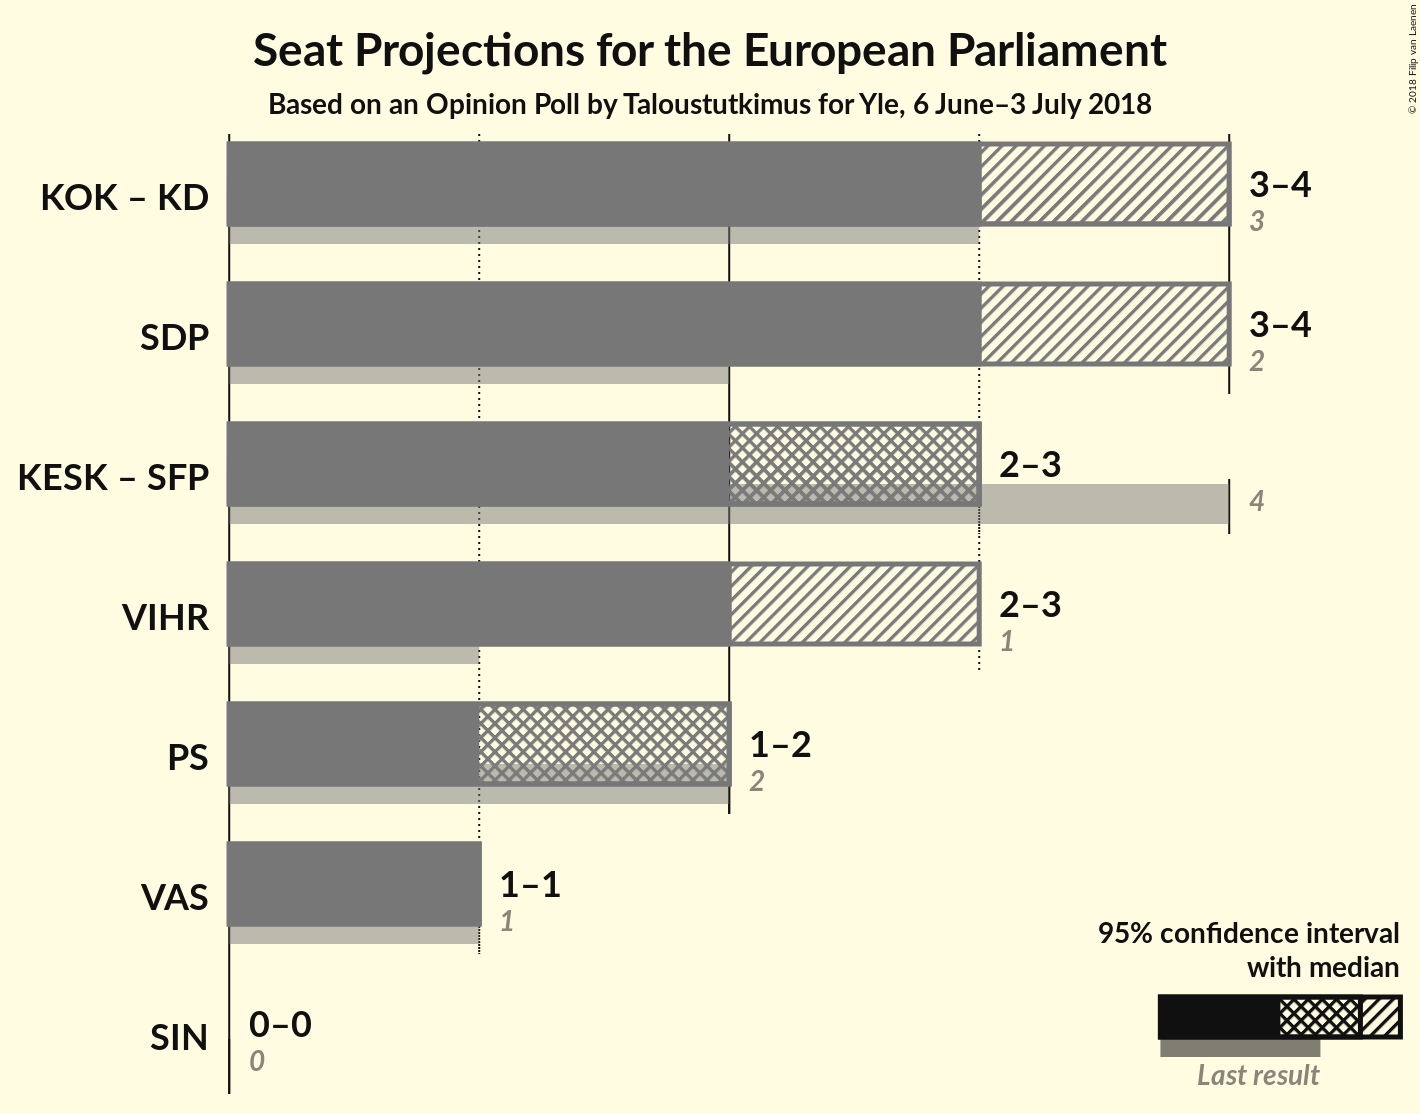 Seat Projections for the European Parliament
Based on an Opinion Poll by Taloustutkimus for Yle, 6 June–3 July 2018
© 2018 Filip van Laenen
KOK – KD
3–4
3
SDP
3–4
2
KESK – SFP
2–3
4
VIHR
2–3
1
PS
1–2
2
VAS
1–1
1
SIN
0–0
0
95% confidence interval
with median
Last result